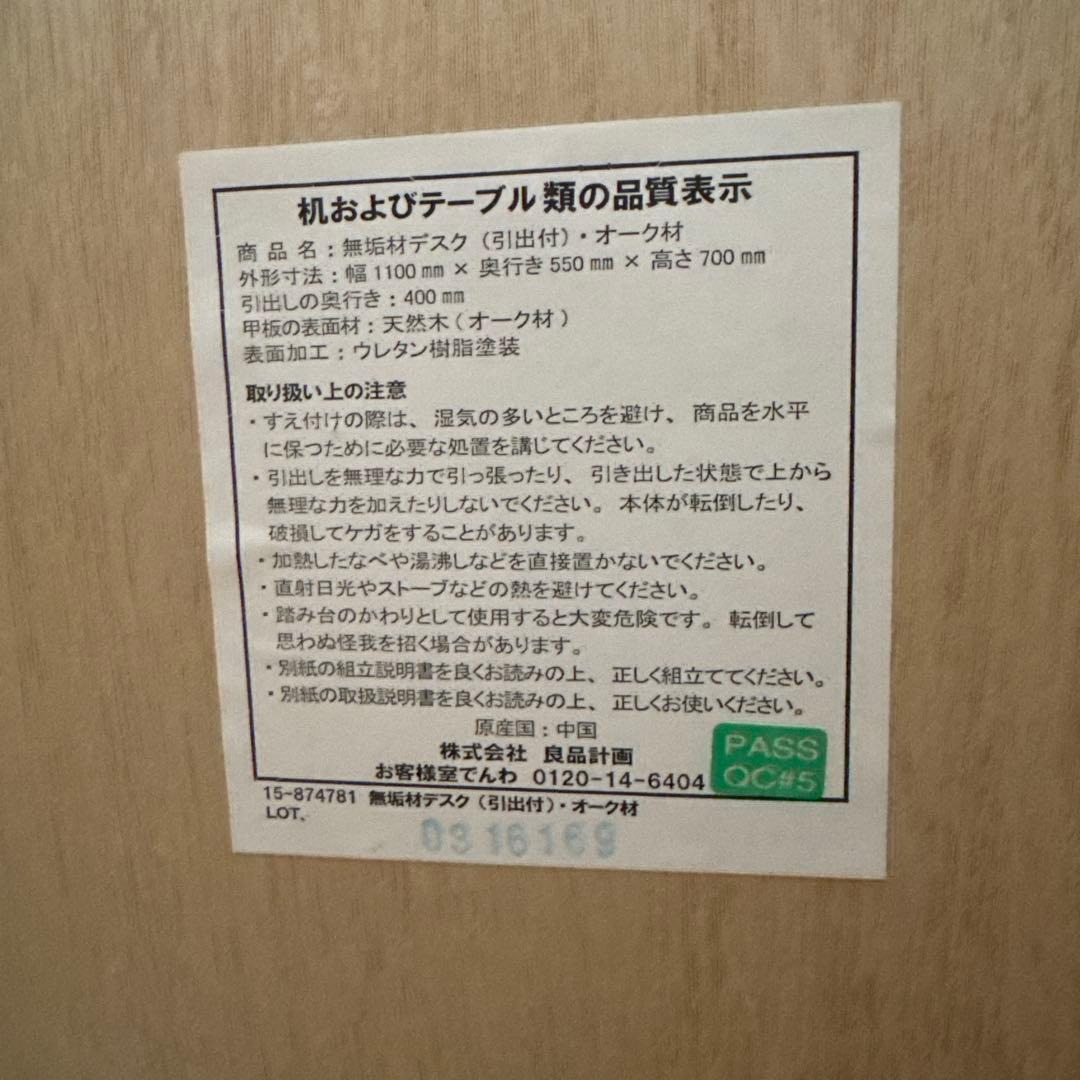 机およびテーブル類の品質表示
商品名：無垢材デスク（引出付）・オーク材
外形寸法：幅1100㎜ × 奥行き550㎜ × 高さ700㎜
引出しの奥行き：400㎜
甲板の表面材：天然木（オーク材）
表面加工：ウレタン樹脂塗装
取り扱い上の注意
・すえ付けの際は、湿気の多いところを避け、商品を水平
に保つために必要な処置を講じてください。
・引出しを無理な力で引っ張ったり、引き出した状態で上から
無理な力を加えたりしないでください。本体が転倒したり、
破損してケガをすることがあります。
・加熱したなべや湯沸しなどを直接置かないでください。
・直射日光やストーブなどの熱を避けてください。
・踏み台のかわりとして使用すると大変危険です。転倒して
思わぬ怪我を招く場合があります。
・別紙の組立説明書を良くお読みの上、正しく組立ててください。
・別紙の取扱説明書を良くお読みの上、正しくお使いください。
原産国：中国
株式会社 良品計画
お客様室でんわ 0120-14-6404
PASS
QC#5
15-874781 無垢材デスク（引出付）・オーク材
LOT.
0316169